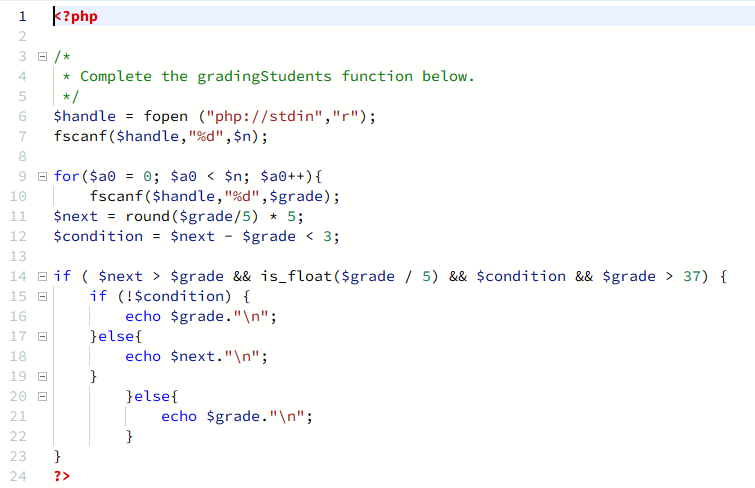 1 <?php
2
3 /*
4  * Complete the gradingStudents function below.
5  */
6 $handle = fopen ("php://stdin","r");
7 fscanf($handle,"%d",$n);
8
9 for($a0 = 0; $a0 < $n; $a0++){
10     fscanf($handle,"%d",$grade);
11 $next = round($grade/5) * 5;
12 $condition = $next - $grade < 3;
13
14 if ( $next > $grade && is_float($grade / 5) && $condition && $grade > 37) {
15     if (!$condition) {
16         echo $grade."\n";
17     }else{
18         echo $next."\n";
19     }
20         }else{
21             echo $grade."\n";
22         }
23 }
24 ?>